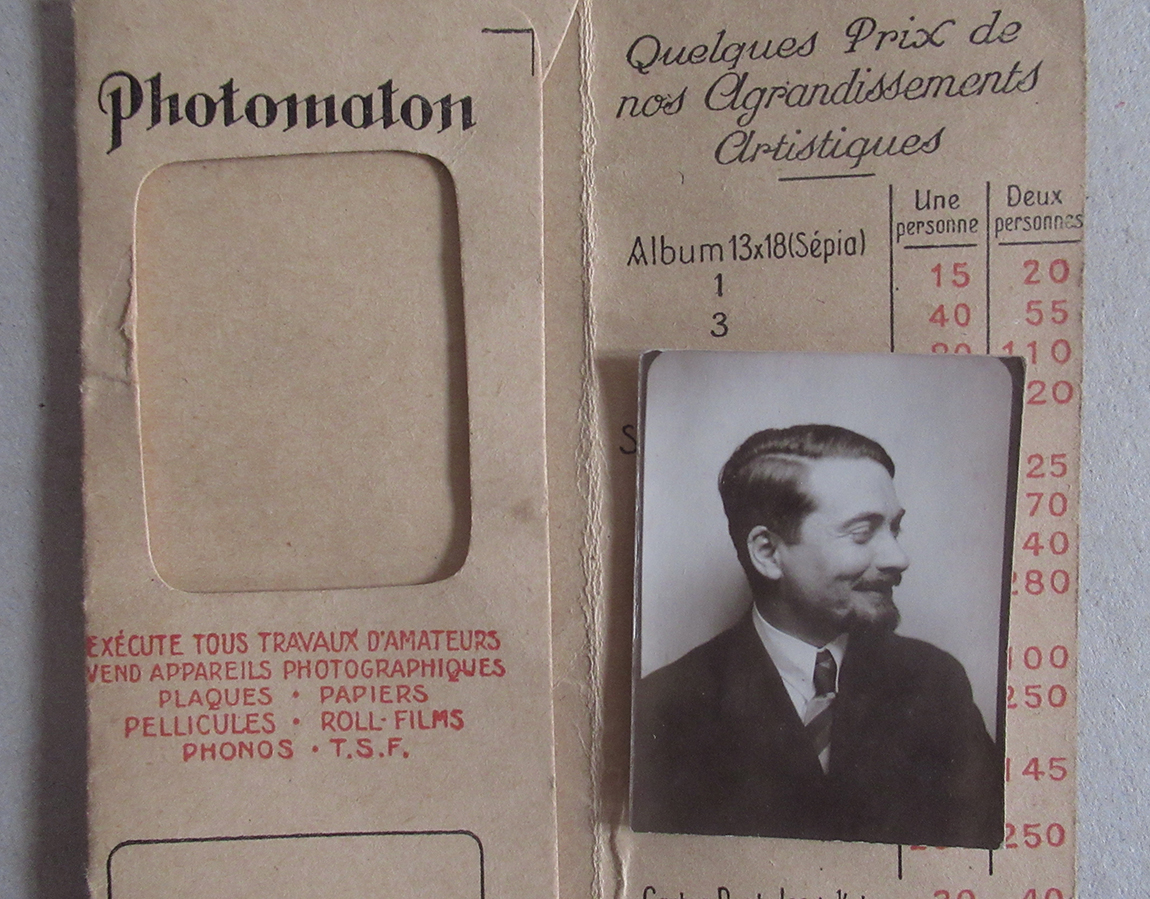 Photomaton
EXÉCUTE TOUS TRAVAUX D'AMATEURS
VEND APPAREILS PHOTOGRAPHIQUES
PLAQUES • PAPIERS
PELLICULES • ROLL-FILMS
PHONOS • T.S.F.
Quelques Prix de
nos Agrandissements
Artistiques
Une personne
Deux personnes
Album 13x18 (Sépia)
1 15 20
3 40 55
110
20
25
70
40
280
100
250
145
250